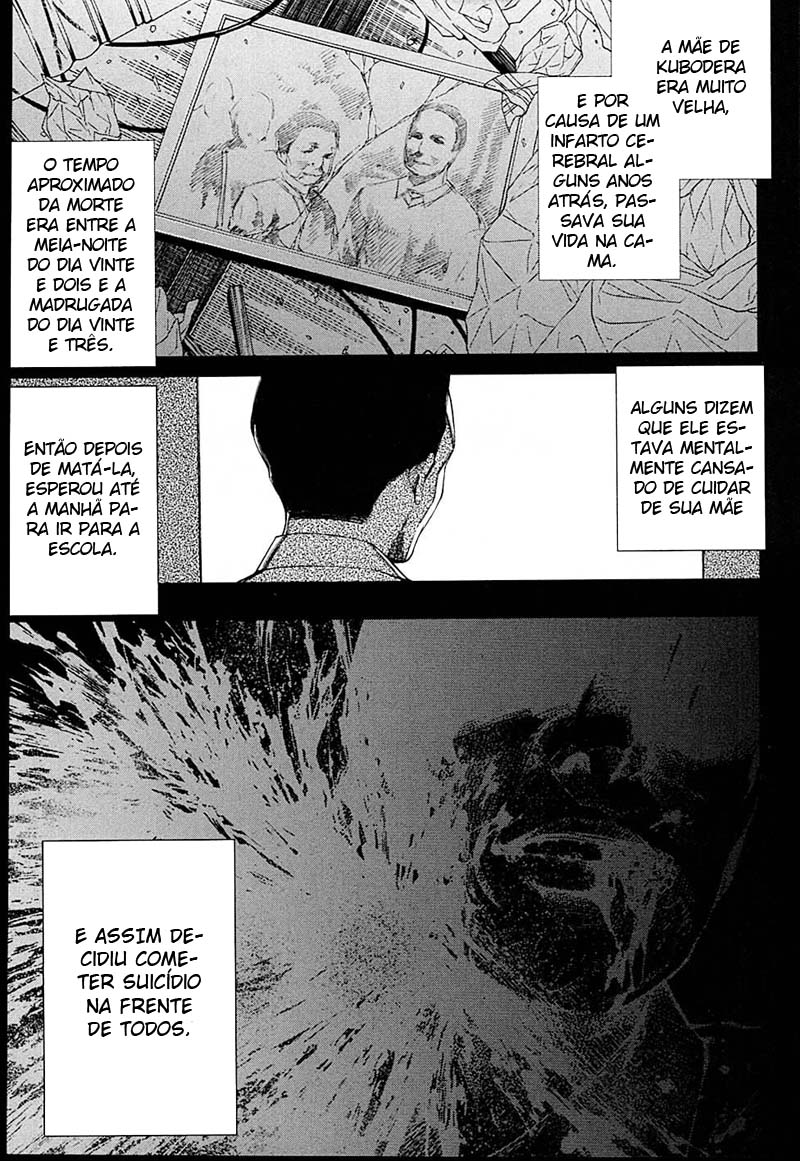 A MÃE DE
KUBODERA
ERA MUITO
VELHA,
E POR
CAUSA DE UM
INFARTO CE-
REBRAL AL-
GUNS ANOS
ATRÁS, PAS-
SAVA SUA
VIDA NA CA-
MA.
O TEMPO
APROXIMADO
DA MORTE
ERA ENTRE A
MEIA-NOITE
DO DIA VINTE
E DOIS E A
MADRUGADA
DO DIA VINTE
E TRÊS.
ALGUNS DIZEM
QUE ELE ES-
TAVA MENTAL-
MENTE CANSA-
DO DE CUIDAR
DE SUA MÃE
ENTÃO DEPOIS
DE MATÁ-LA,
ESPEROU ATÉ
A MANHÃ PA-
RA IR PARA A
ESCOLA.
E ASSIM DE-
CIDIU COME-
TER SUICÍDIO
NA FRENTE
DE TODOS.